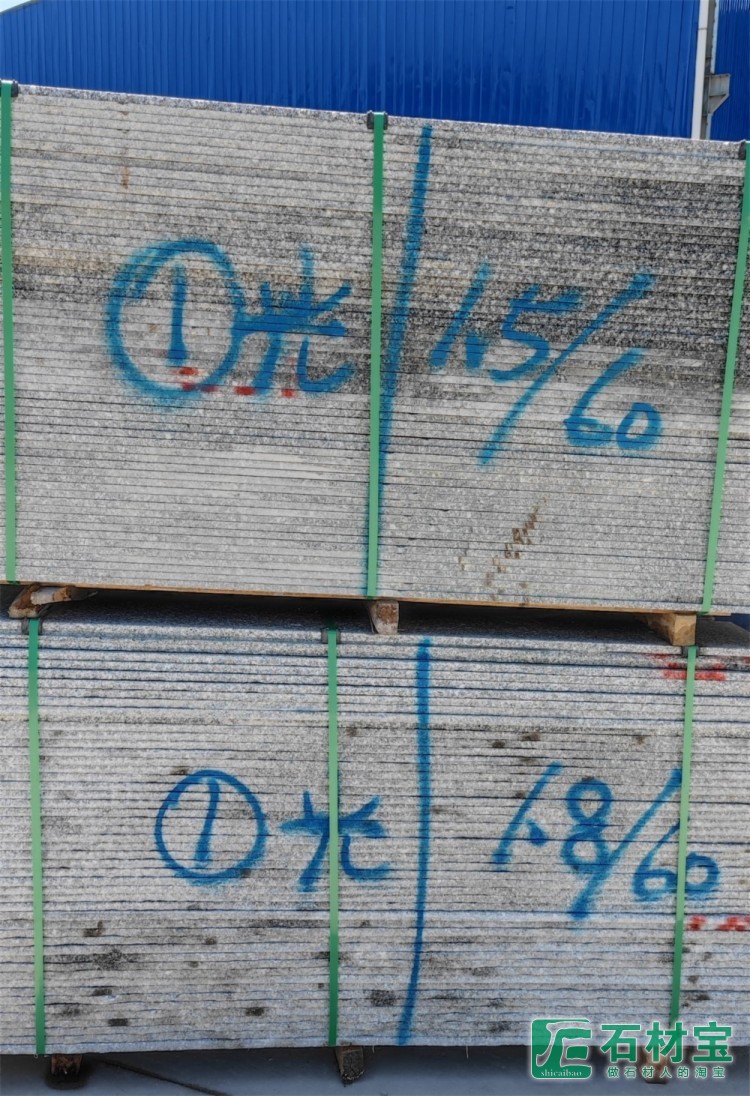 ①光 1.5/60
①光 1.8/60
石材宝
shicaibao
做石材人的淘宝